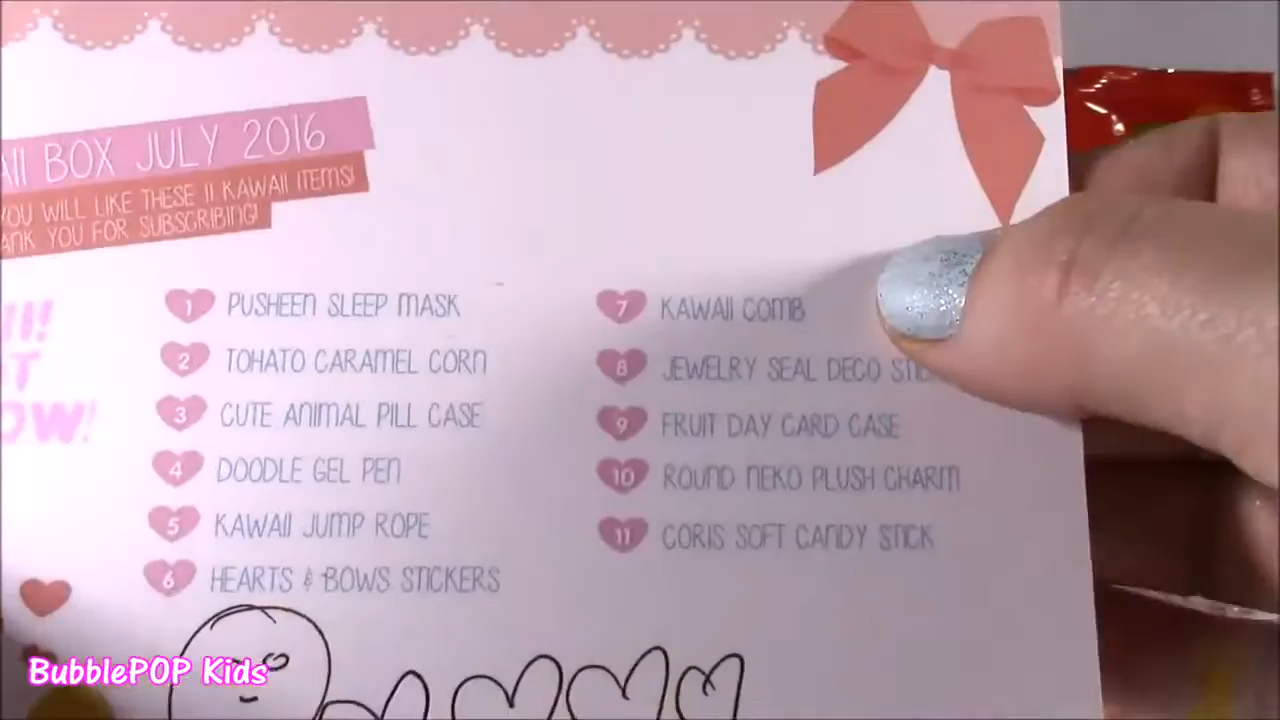 BOX JULY 2016
YOU WILL LIKE THESE 11 KAWAII ITEMS!
YOU FOR SUBSCRIBING!
1 PUSHEEN SLEEP MASK
2 TOHATO CARAMEL CORN
3 CUTE ANIMAL PILL CASE
4 DOODLE GEL PEN
5 KAWAII JUMP ROPE
6 HEARTS & BOWS STICKERS
7 KAWAII COMB
8 JEWELRY SEAL DECO
9 FRUIT DAY CARD CASE
10 ROUND NEKO PLUSH CHARM
11 CORIS SOFT CANDY STICK
BubblePOP Kids